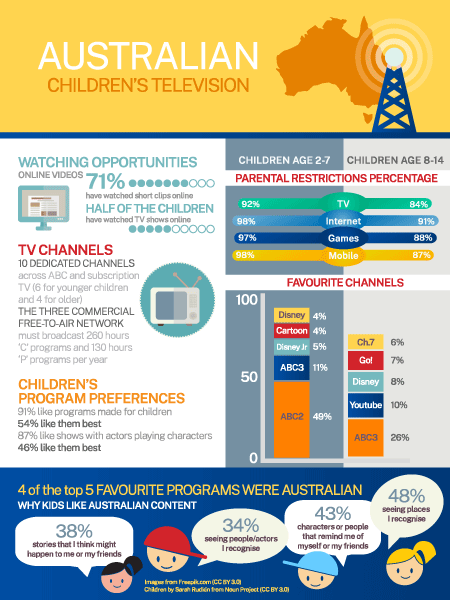 AUSTRALIAN
CHILDREN'S TELEVISION
WATCHING OPPORTUNITIES
ONLINE VIDEOS
71%
have watched short clips online
HALF OF THE CHILDREN
have watched TV shows online
TV CHANNELS
10 DEDICATED CHANNELS
across ABC and subscription
TV (6 for younger children
and 4 for older)
THE THREE COMMERCIAL
FREE-TO-AIR NETWORK
must broadcast 260 hours
'C' programs and 130 hours
'P' programs per year
CHILDREN'S
PROGRAM PREFERENCES
91% like programs made for children
54% like them best
87% like shows with actors playing characters
46% like them best
CHILDREN AGE 2-7 CHILDREN AGE 8-14
PARENTAL RESTRICTIONS PERCENTAGE
92% TV 84%
98% Internet 91%
97% Games 88%
98% Mobile 87%
FAVOURITE CHANNELS
100
50
0
Disney 4%
Cartoon 4%
Disney.Jr 5%
ABC3 11%
ABC2 49%
Ch.7 6%
Go! 7%
Disney 8%
Youtube 10%
ABC3 26%
4 of the top 5 FAVOURITE PROGRAMS WERE AUSTRALIAN
WHY KIDS LIKE AUSTRALIAN CONTENT
38%
stories that I think might
happen to me or my friends
34%
seeing people/actors
I recognise
43%
characters or people
that remind me of
myself or my friends
48%
seeing places
I recognise
Images from Freepik.com (CC BY 3.0)
Children by Sarah Rudkin from Noun Project (CC BY 3.0)